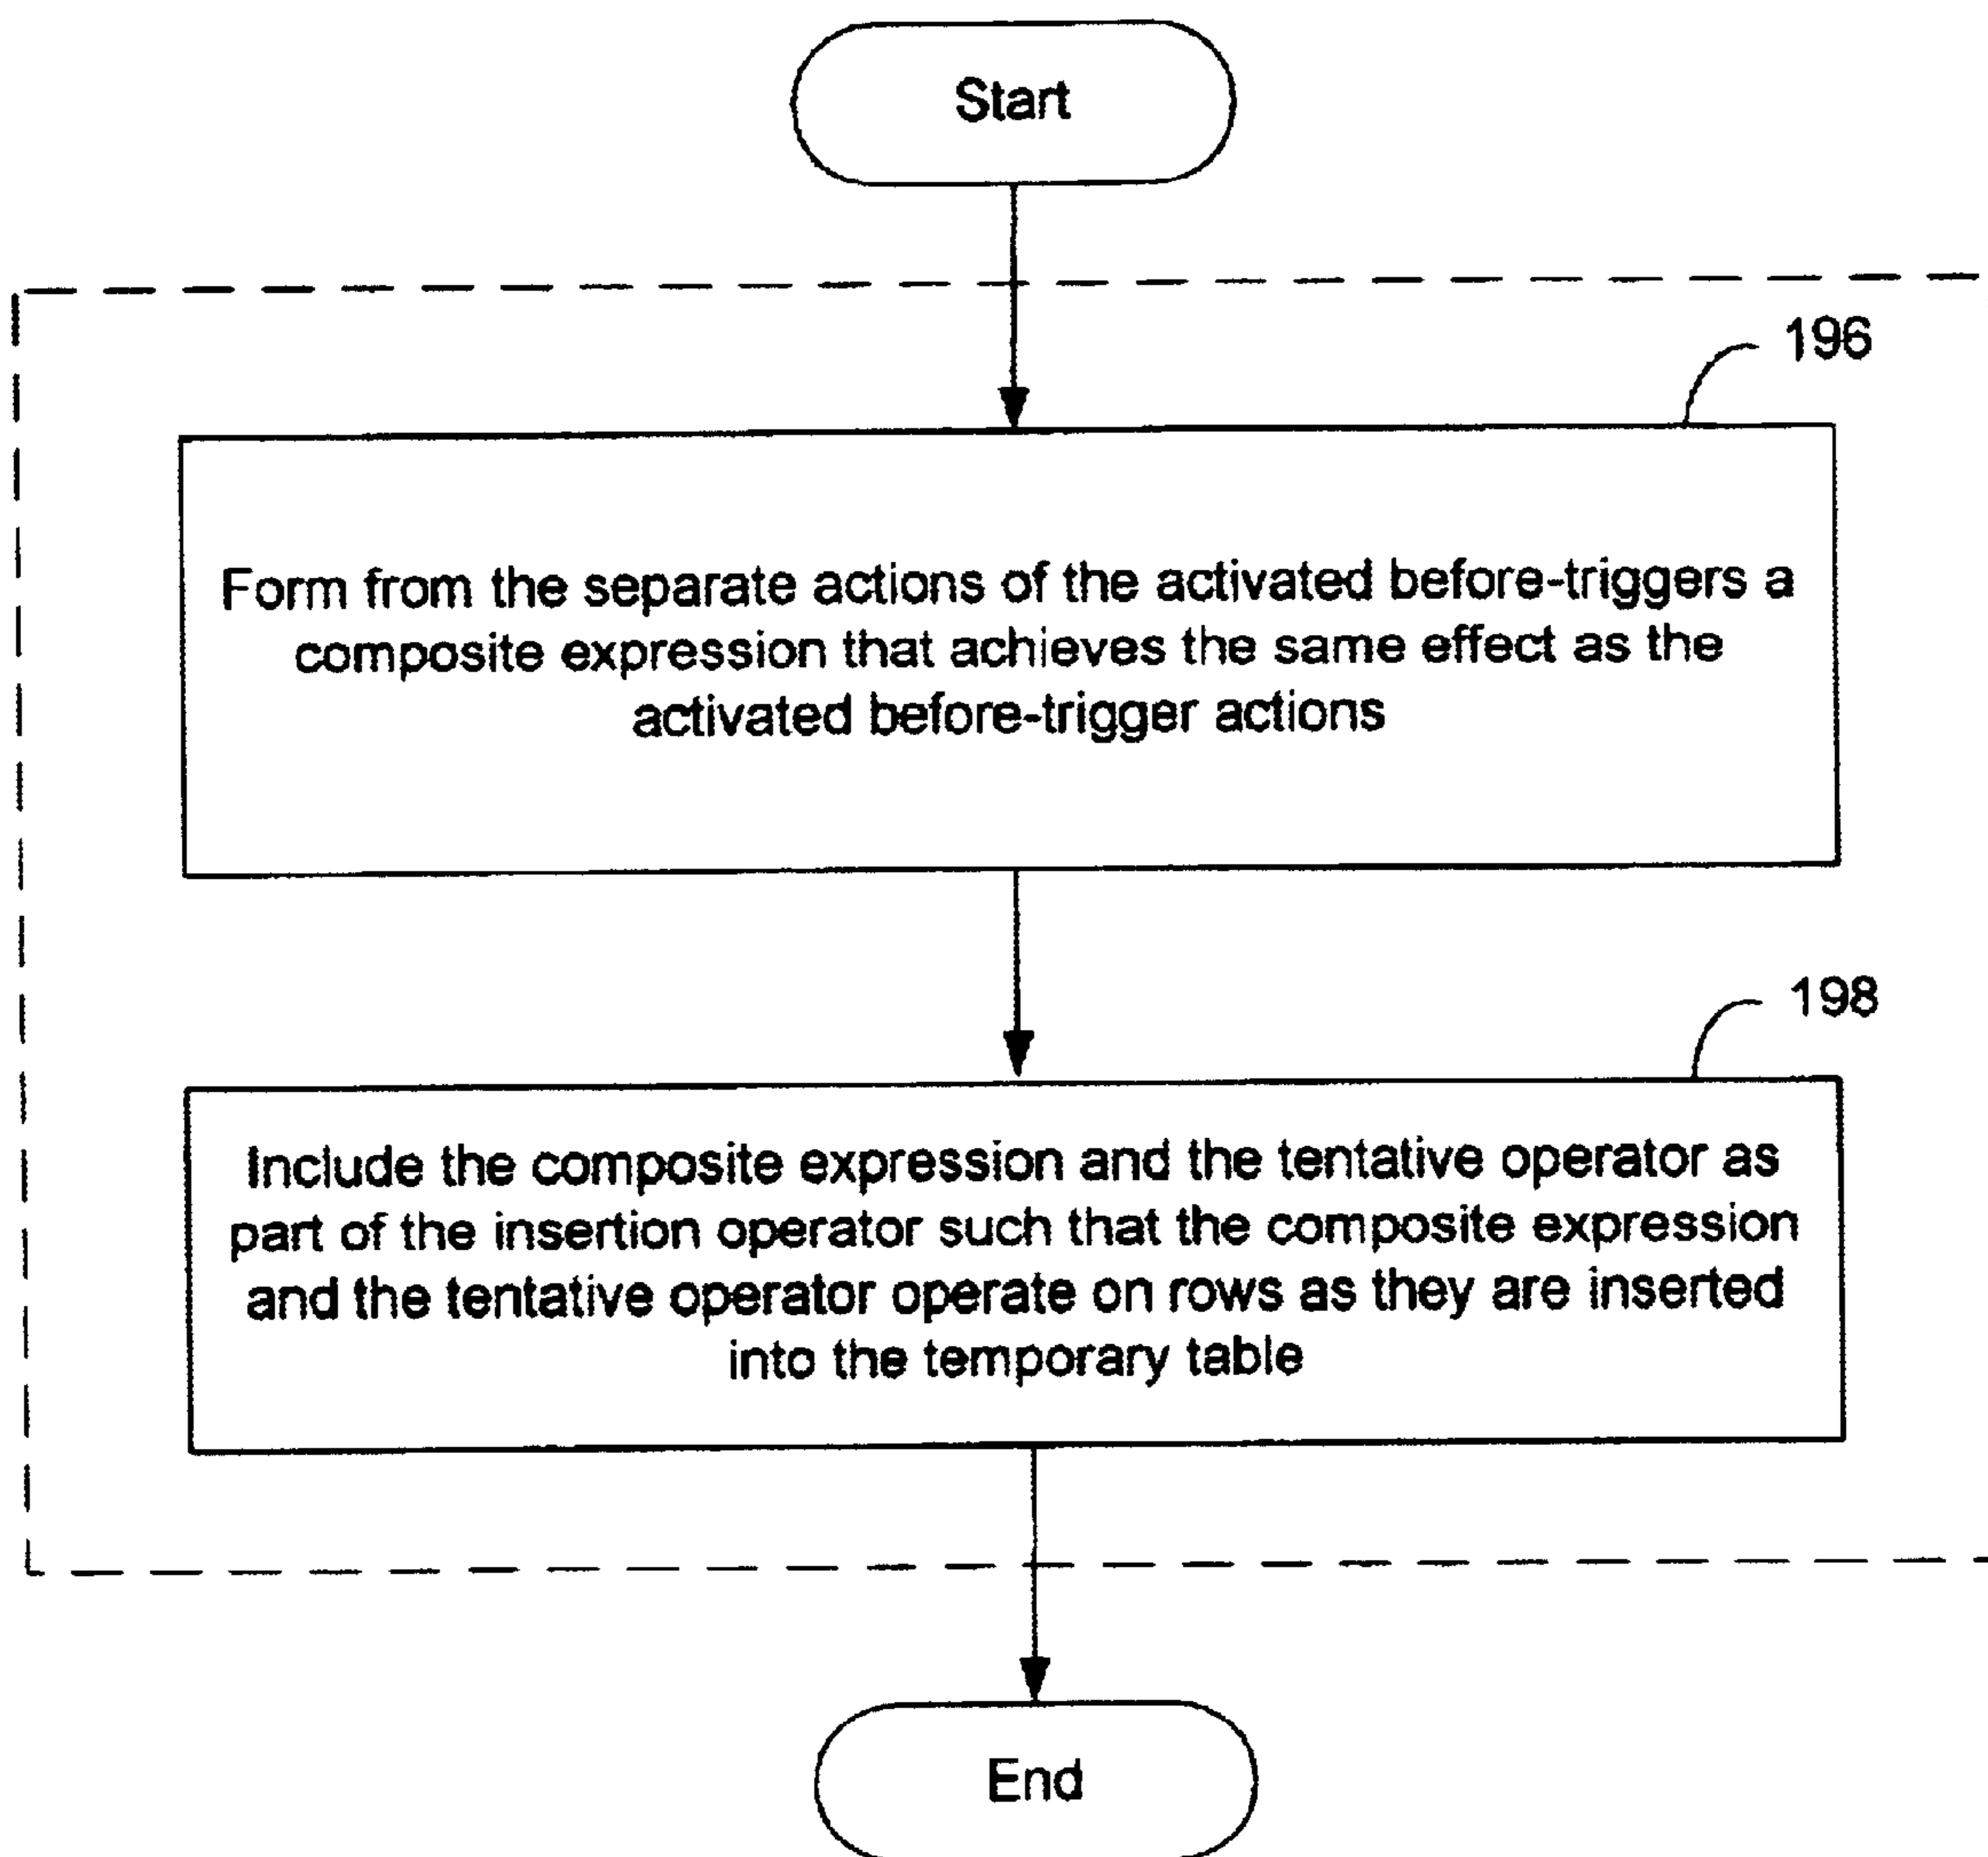 Start
196
Form from the separate actions of the activated before-triggers a
composite expression that achieves the same effect as the
activated before-trigger actions
198
Include the composite expression and the tentative operator as
part of the insertion operator such that the composite expression
and the tentative operator operate on rows as they are inserted
into the temporary table
End